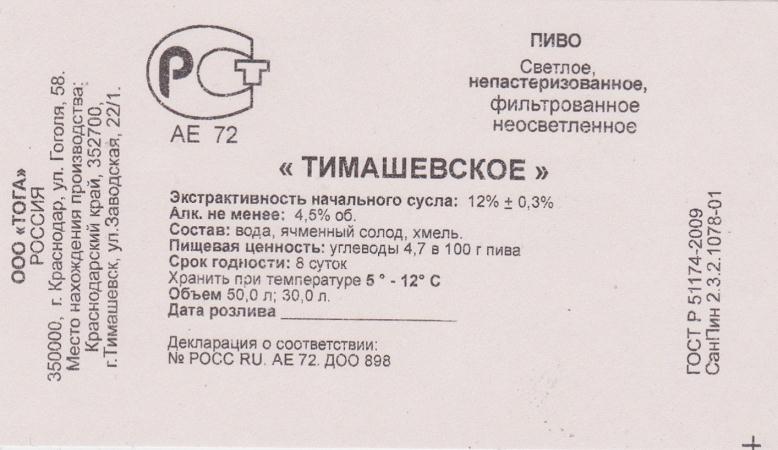 ООО «ТОГА»
РОССИЯ
350000, г. Краснодар, ул. Гоголя, 58.
Место нахождения производства:
Краснодарский край, 352700,
г.Тимашевск, ул.Заводская, 22/1.
РСТ
АЕ 72
ПИВО
Светлое,
непастеризованное,
фильтрованное
неосветленное
« ТИМАШЕВСКОЕ »
Экстрактивность начального сусла: 12% ± 0,3%
Алк. не менее: 4,5% об.
Состав: вода, ячменный солод, хмель.
Пищевая ценность: углеводы 4,7 в 100 г пива
Срок годности: 8 суток
Хранить при температуре 5 ° - 12° С
Объем 50,0 л; 30,0 л.
Дата розлива
Декларация о соответствии:
№ РОСС RU. АЕ 72. ДОО 898
ГОСТ Р 51174-2009
СанПин 2.3.2.1078-01